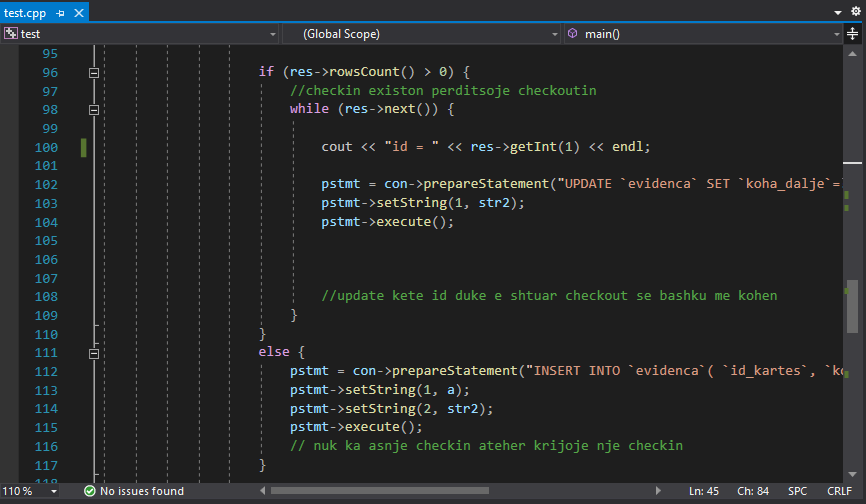 test.cpp
test
(Global Scope)
main()
95
96 if (res->rowsCount() > 0) {
97 //checkin existon perditsoje checkoutin
98 while (res->next()) {
99
100 cout << "id = " << res->getInt(1) << endl;
101
102 pstmt = con->prepareStatement("UPDATE `evidenca` SET `koha_dalje`=
103 pstmt->setString(1, str2);
104 pstmt->execute();
105
106
107
108 //update kete id duke e shtuar checkout se bashku me kohen
109 }
110 }
111 else {
112 pstmt = con->prepareStatement("INSERT INTO `evidenca`( `id_kartes`, `ko
113 pstmt->setString(1, a);
114 pstmt->setString(2, str2);
115 pstmt->execute();
116 // nuk ka asnje checkin ateher krijoje nje checkin
117 }
118
110 %
No issues found
Ln: 45
Ch: 84
SPC
CRLF